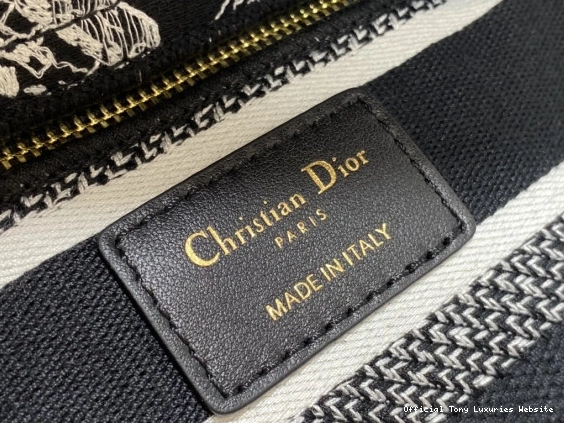 Christian Dior
PARIS
MADE IN ITALY
Official Tony Luxuries Website